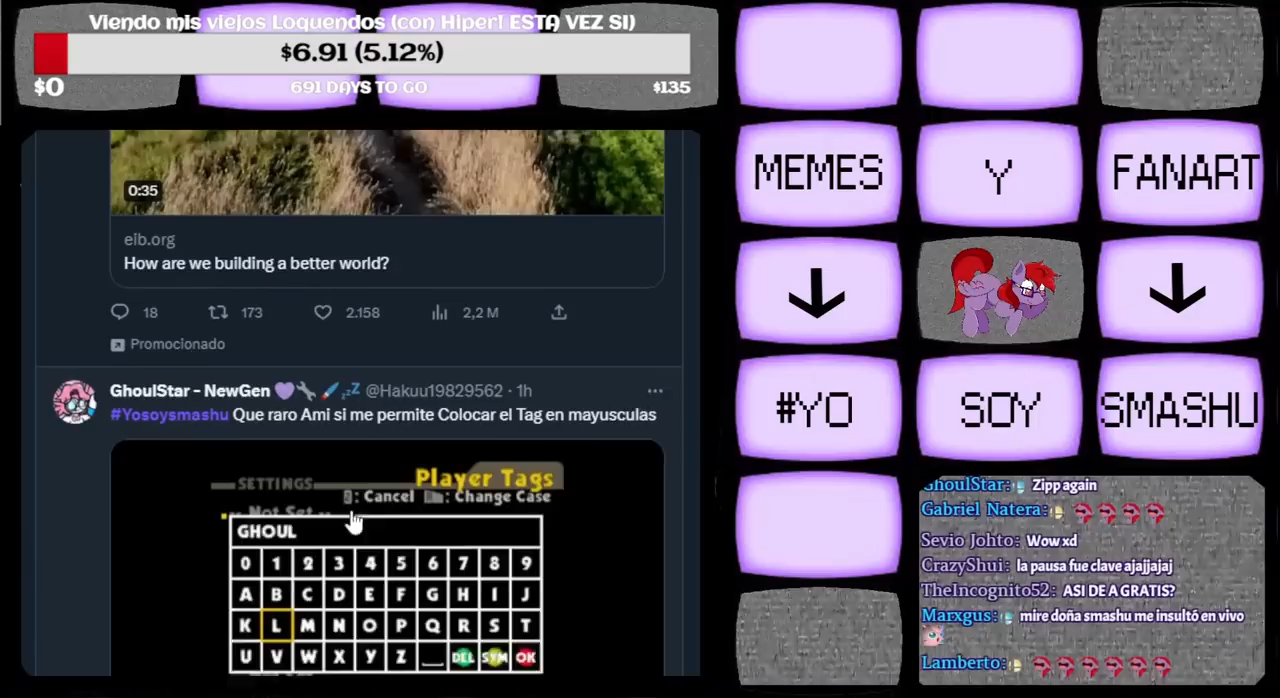 Viendo mis viejos Loquendos (con Hiper! ESTA VEZ SI)
$6.91 (5.12%)
$0
691 DAYS TO GO
$135
0:35
eib.org
How are we building a better world?
18
173
2.158
2,2 M
Promocionado
GhoulStar - NewGen 💜🔧🖌️💤 @Hakuu19829562 · 1h
#Yosoysmashu Que raro Ami si me permite Colocar el Tag en mayusculas
SETTINGS
Player Tags
: Cancel : Change Case
Not Set
GHOUL
0 1 2 3 4 5 6 7 8 9
A B C D E F G H I J
K L M N O P Q R S T
U V W X Y Z _ DEL SYM OK
MEMES Y FANART
↓ ↓
#YO SOY SMASHU
GhoulStar: Zipp again
Gabriel Natera:
Sevio Johto: Wow xd
CrazyShui: la pausa fue clave ajajjajaj
TheIncognito52: ASI DE A GRATIS?
Marxgus: mire doña smashu me insultó en vivo
Lamberto: